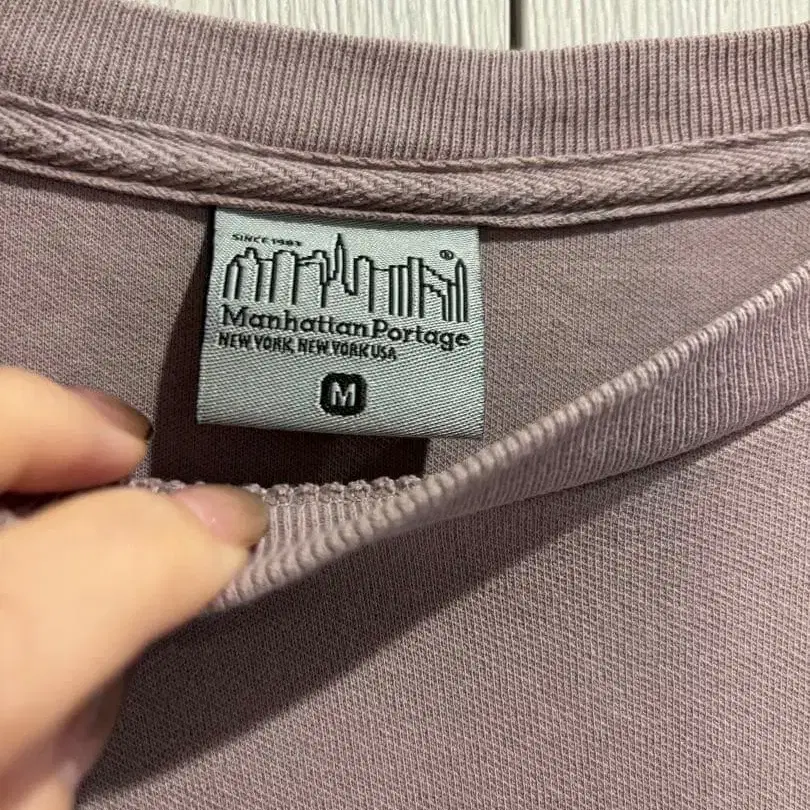 SINCE 1983
®
Manhattan Portage
NEW YORK, NEW YORK USA
M